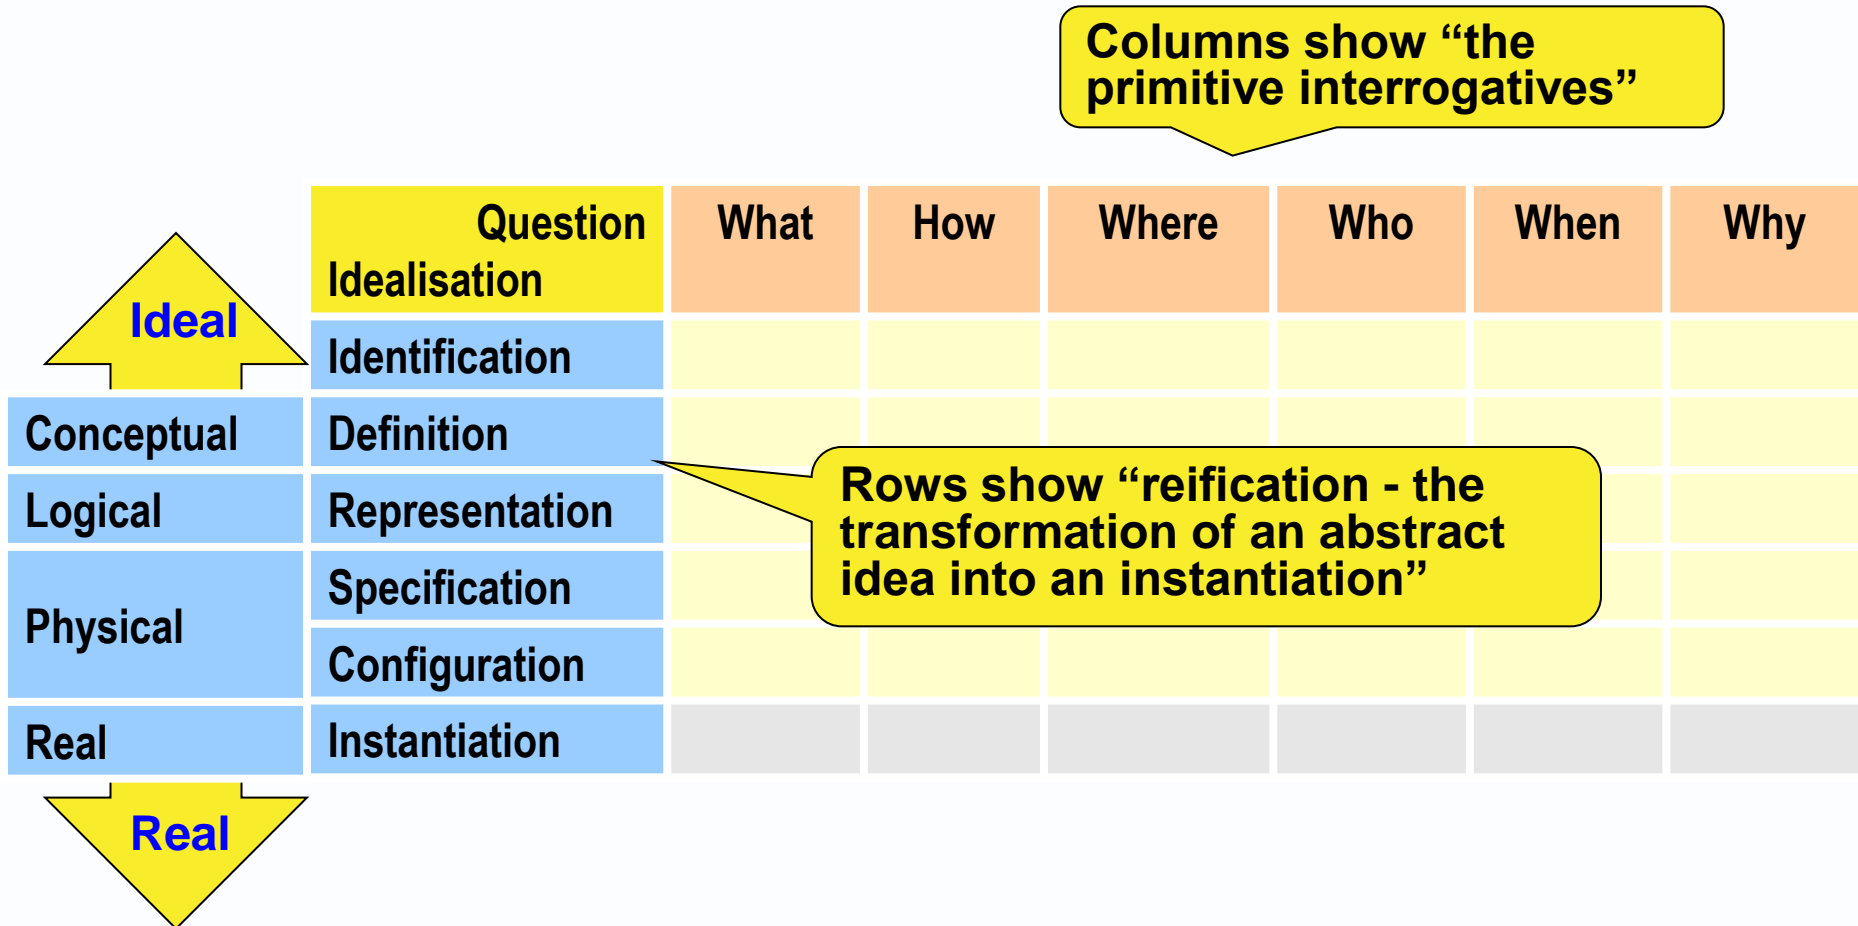 Columns show “the
primitive interrogatives”
Question
Idealisation
What
How
Where
Who
When
Why
Ideal
Identification
Conceptual
Definition
Logical
Representation
Rows show “reification - the
transformation of an abstract
idea into an instantiation”
Physical
Specification
Configuration
Real
Instantiation
Real